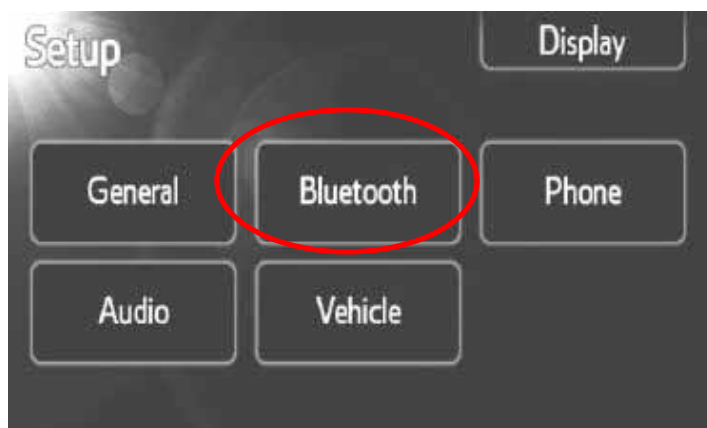 Setup
Display
General
Bluetooth
Phone
Audio
Vehicle